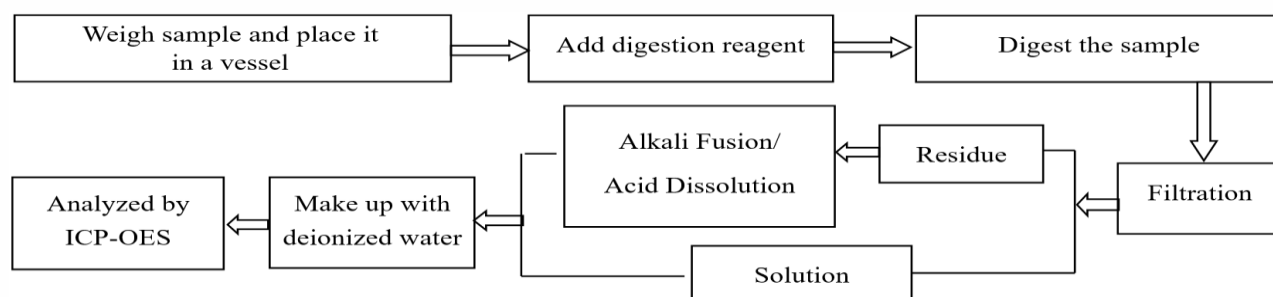 Weigh sample and place it
in a vessel
Add digestion reagent
Digest the sample
Filtration
Residue
Alkali Fusion/
Acid Dissolution
Solution
Make up with
deionized water
Analyzed by
ICP-OES